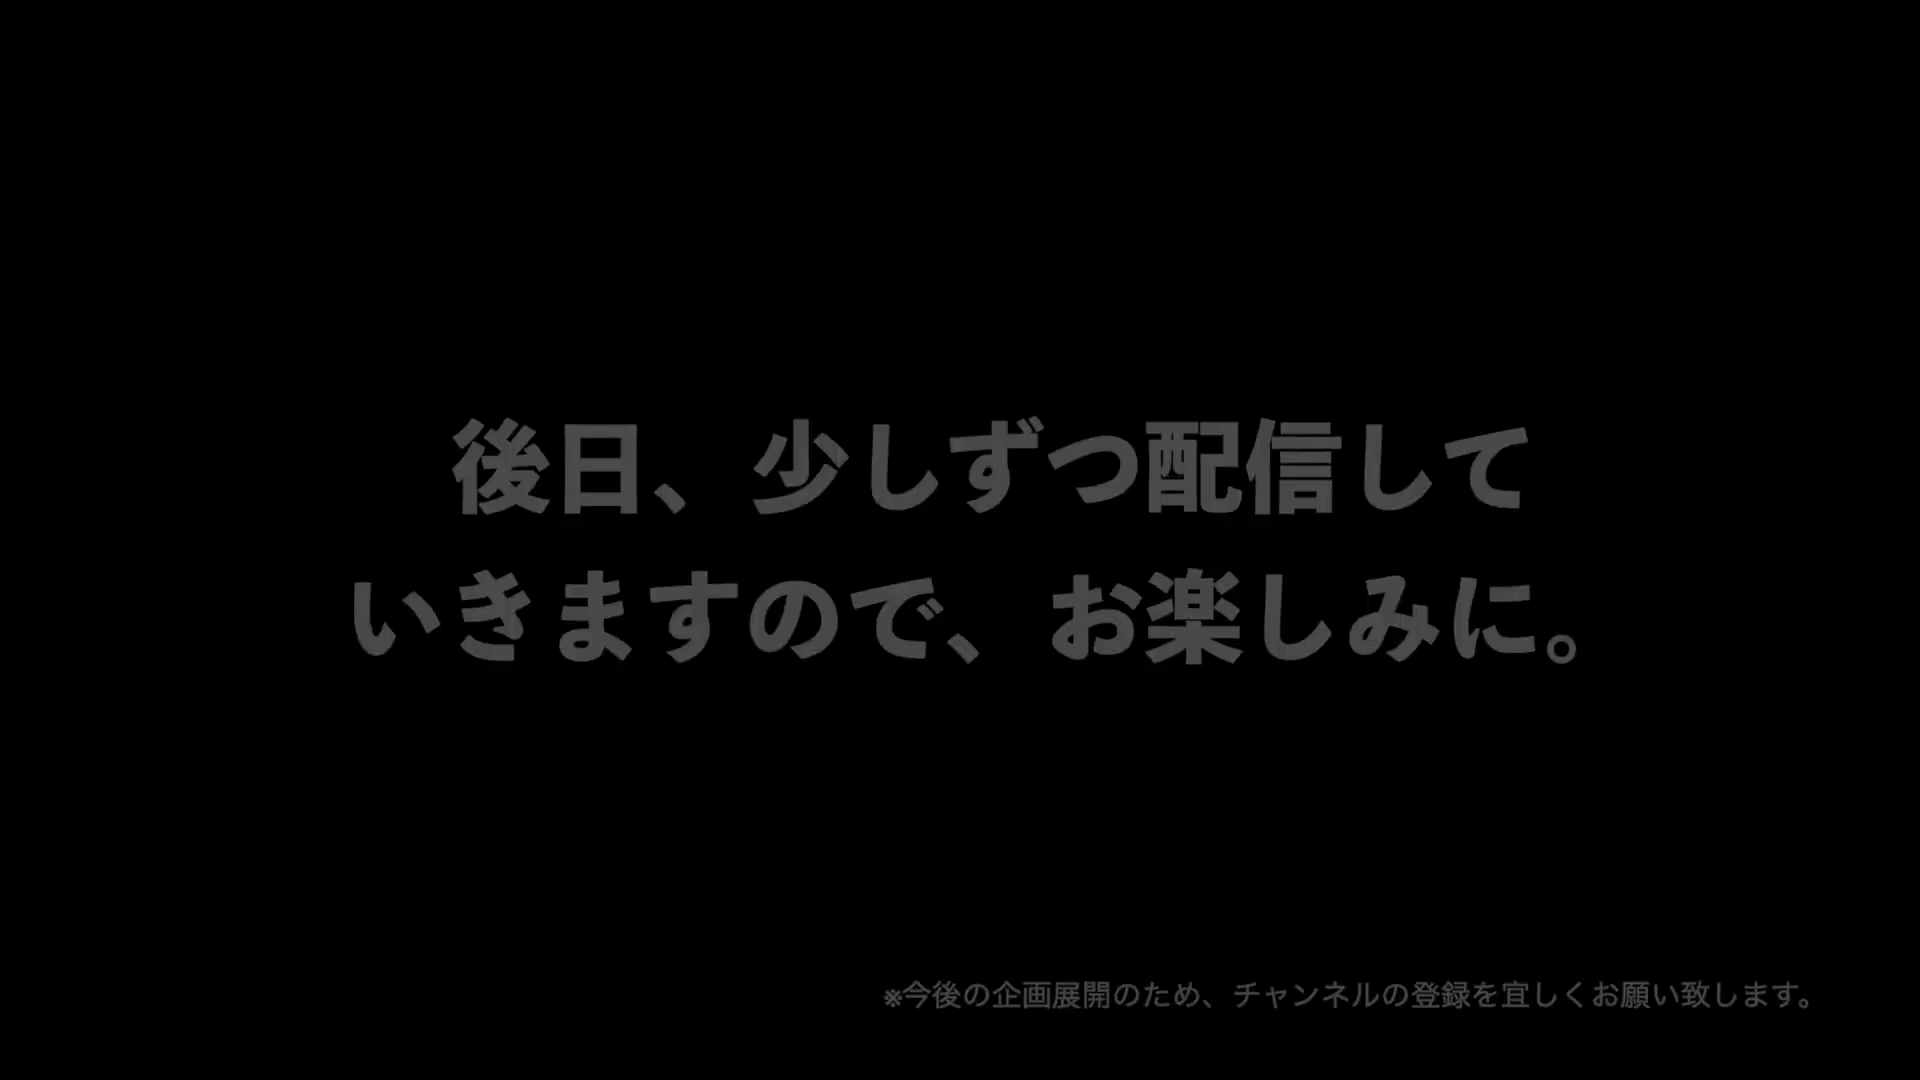 後日、少しずつ配信して
いきますので、お楽しみに。
※今後の企画展開のため、チャンネルの登録を宜しくお願い致します。